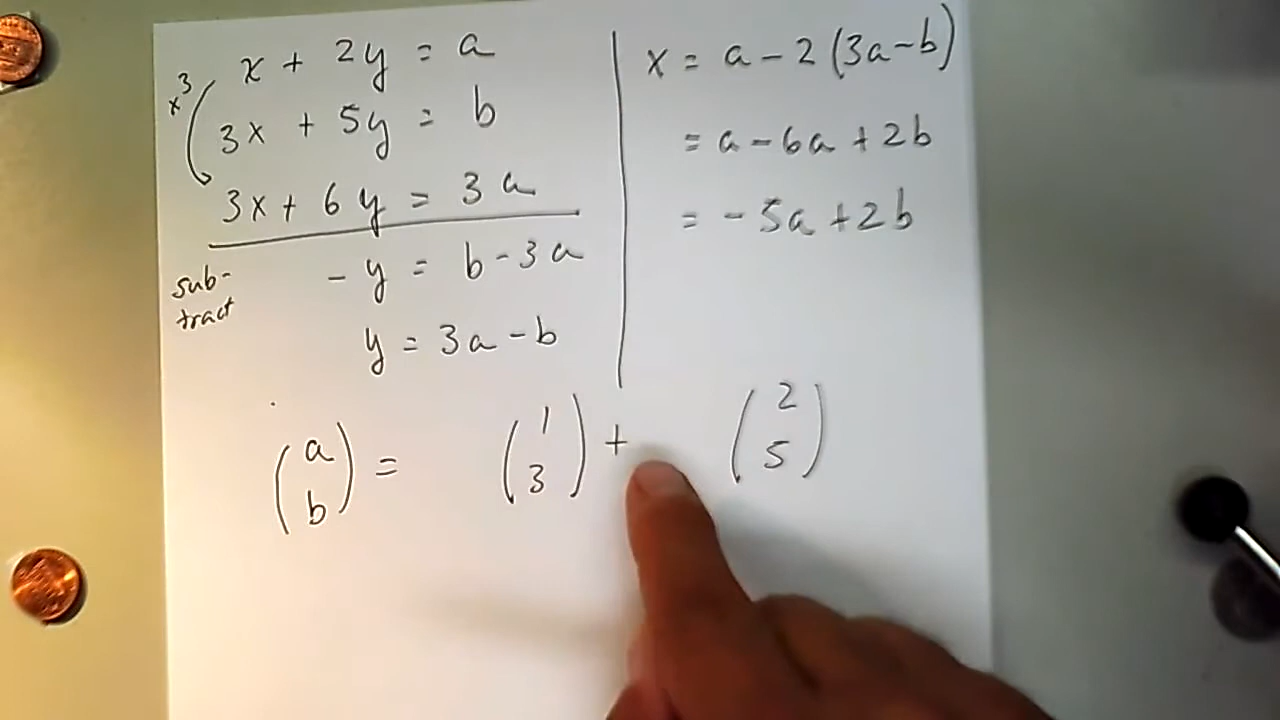 x + 2y = a
x3
3x + 5y = b
3x + 6y = 3a
sub-
tract
-y = b - 3a
y = 3a - b
x = a - 2(3a - b)
= a - 6a + 2b
= -5a + 2b
(a b) = (1 3) + (2 5)